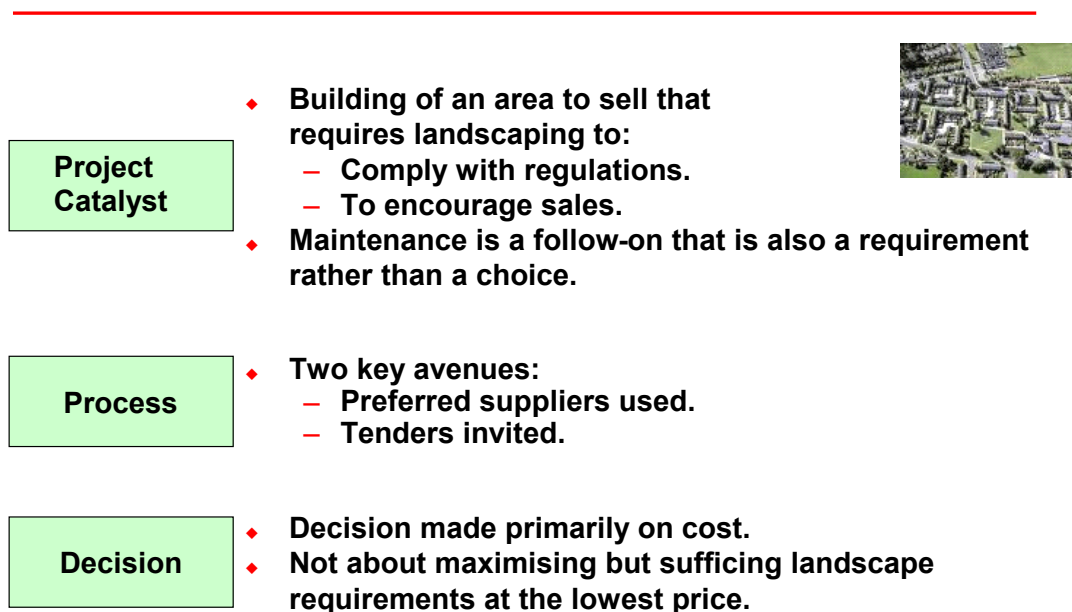 ◆ Building of an area to sell that
requires landscaping to:
– Comply with regulations.
– To encourage sales.
Project
Catalyst
◆ Maintenance is a follow-on that is also a requirement
rather than a choice.
Process
◆ Two key avenues:
– Preferred suppliers used.
– Tenders invited.
Decision
◆ Decision made primarily on cost.
◆ Not about maximising but sufficing landscape
requirements at the lowest price.